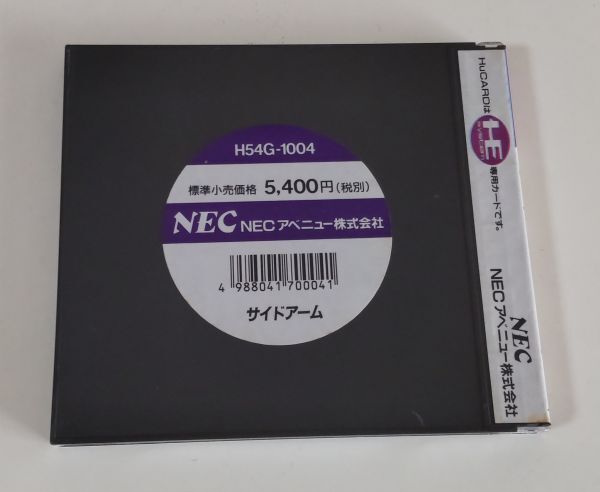 H54G-1004
標準小売価格 5,400円(税別)
NEC NECアベニュー株式会社
4 988041 700041
サイドアーム
HuCARDは
HE
専用カードです。
NEC
NECアベニュー株式会社